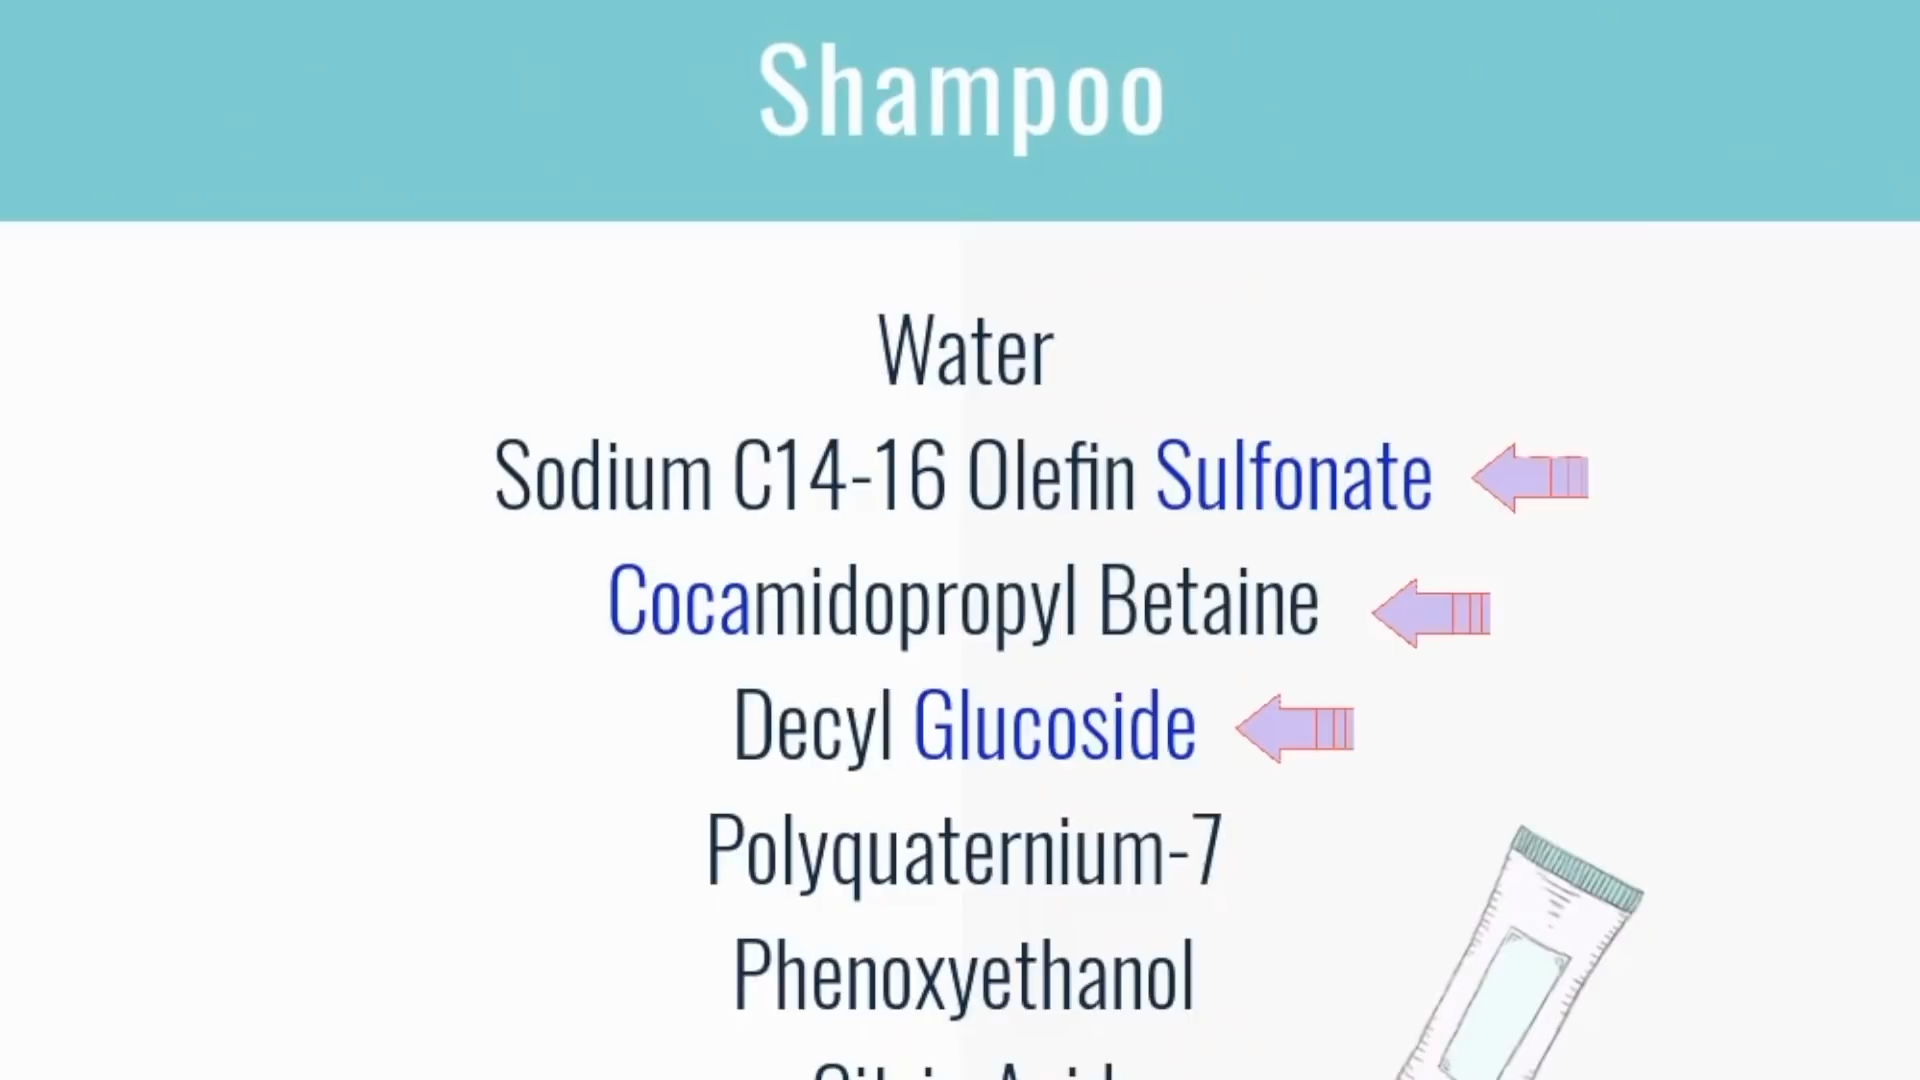 Shampoo
Water
Sodium C14-16 Olefin Sulfonate
Cocamidopropyl Betaine
Decyl Glucoside
Polyquaternium-7
Phenoxyethanol